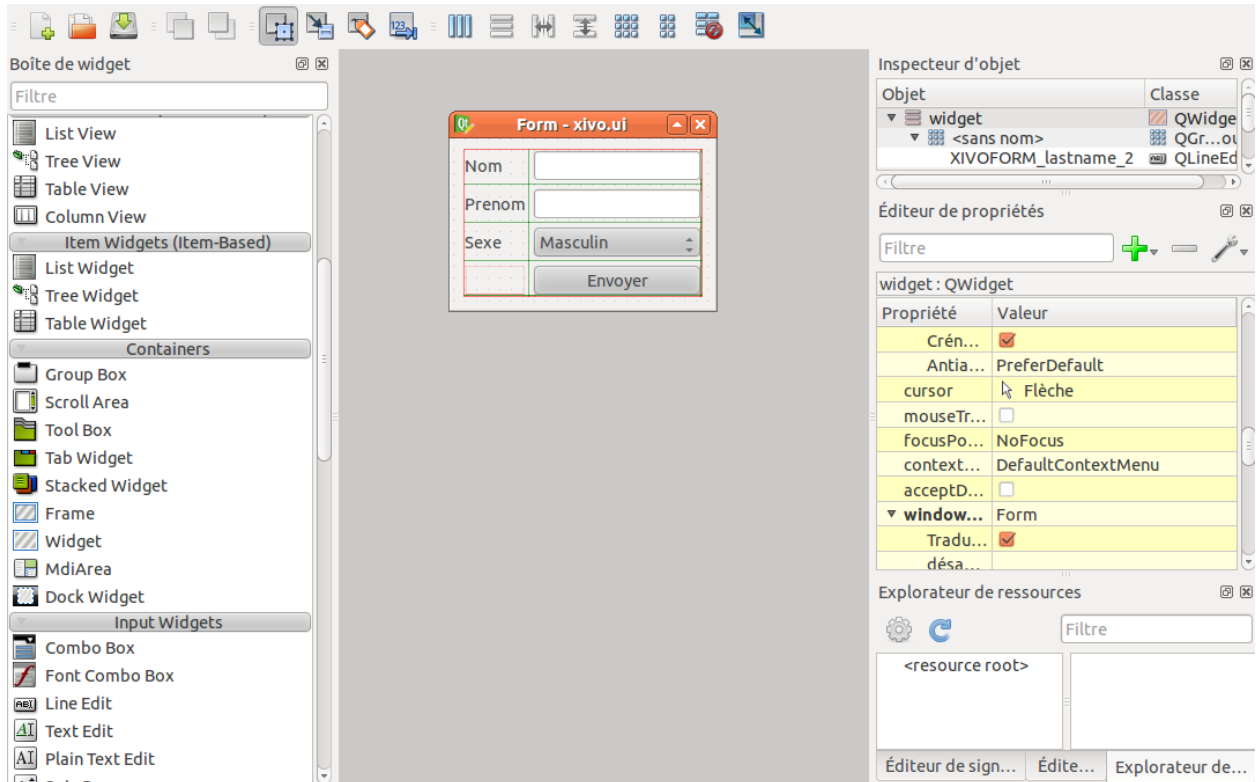 123
Boîte de widget
Filtre
List View
Tree View
Table View
Column View
Item Widgets (Item-Based)
List Widget
Tree Widget
Table Widget
Containers
Group Box
Scroll Area
Tool Box
Tab Widget
Stacked Widget
Frame
Widget
MdiArea
Dock Widget
Input Widgets
Combo Box
Font Combo Box
Line Edit
Text Edit
Plain Text Edit
Form - xivo.ui
Nom
Prenom
Sexe Masculin
Envoyer
Inspecteur d'objet
Objet Classe
widget QWidge
<sans nom> QGr...ou
XIVOFORM_lastname_2 QLineEd
Éditeur de propriétés
Filtre
widget : QWidget
Propriété Valeur
Crén...
Antia... PreferDefault
cursor Flèche
mouseTr...
focusPo... NoFocus
context... DefaultContextMenu
acceptD...
window... Form
Tradu...
désa...
Explorateur de ressources
Filtre
<resource root>
Éditeur de sign... Édite... Explorateur de...